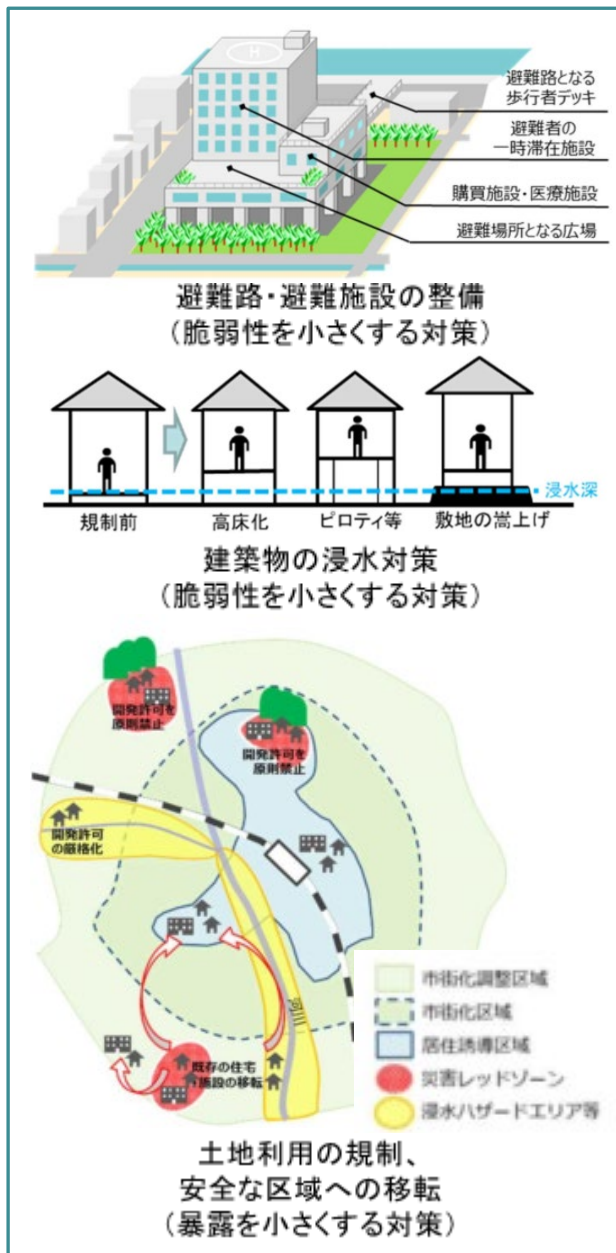 H
避難路となる
歩行者デッキ
避難者の
一時滞在施設
購買施設・医療施設
避難場所となる広場
避難路・避難施設の整備
（脆弱性を小さくする対策）
浸水深
規制前
高床化
ピロティ等
敷地の嵩上げ
建築物の浸水対策
（脆弱性を小さくする対策）
開発許可を
原則禁止
開発許可を
原則禁止
開発許可
の厳格化
河川
既存の住宅
・施設の移転
市街化調整区域
市街化区域
居住誘導区域
災害レッドゾーン
浸水ハザードエリア等
土地利用の規制、
安全な区域への移転
（暴露を小さくする対策）